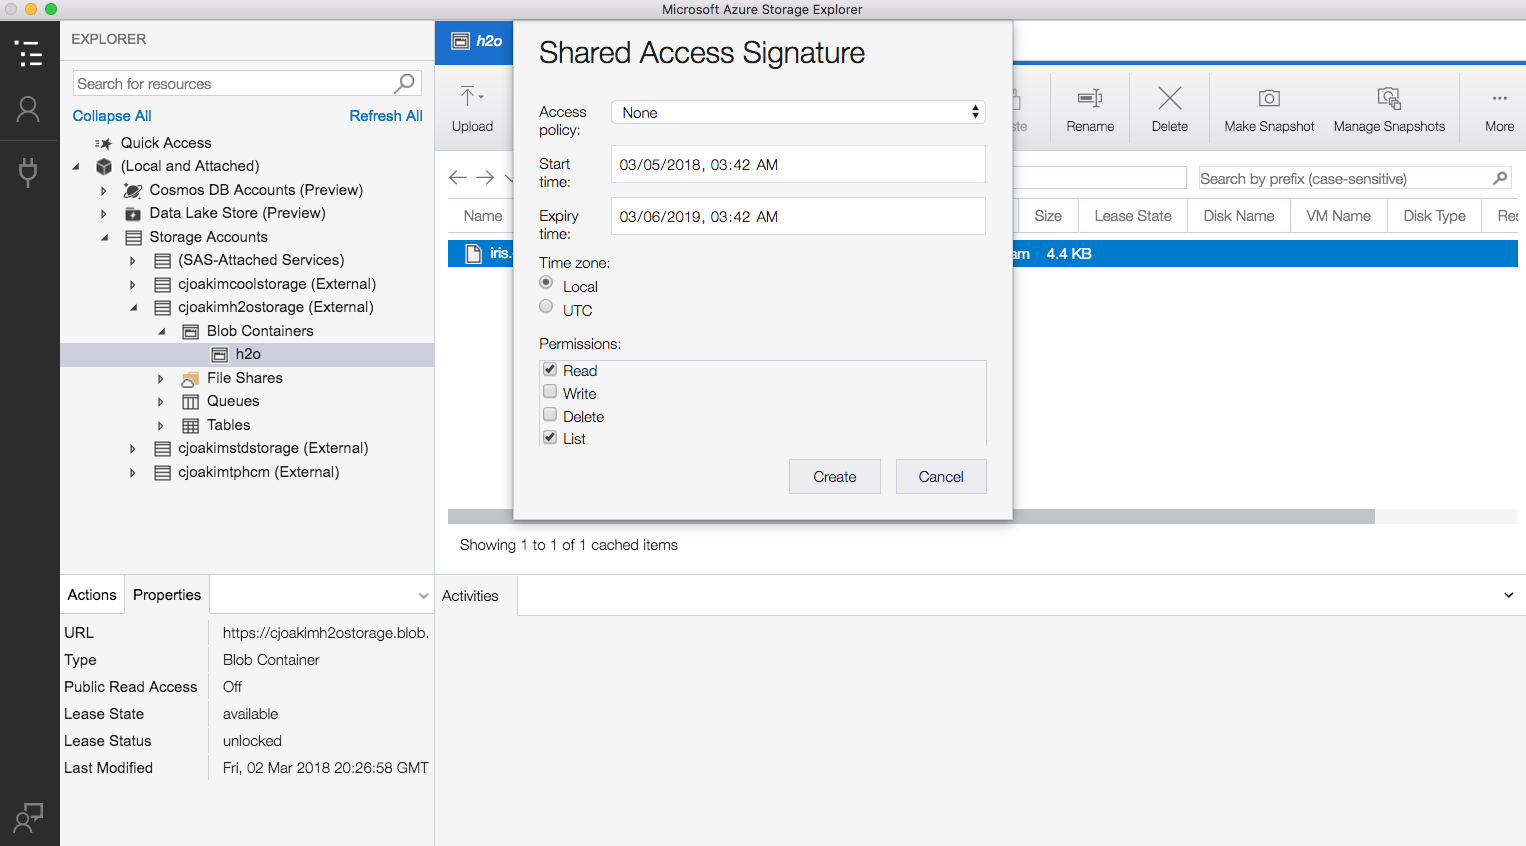 Microsoft Azure Storage Explorer
EXPLORER
Search for resources
Collapse All Refresh All
Quick Access
(Local and Attached)
Cosmos DB Accounts (Preview)
Data Lake Store (Preview)
Storage Accounts
(SAS-Attached Services)
cjoakimcoolstorage (External)
cjoakimh2ostorage (External)
Blob Containers
h2o
File Shares
Queues
Tables
cjoakimstdstorage (External)
cjoakimtphcm (External)
Actions Properties
URL https://cjoakimh2ostorage.blob.
Type Blob Container
Public Read Access Off
Lease State available
Lease Status unlocked
Last Modified Fri, 02 Mar 2018 20:26:58 GMT
h2o
Upload
Rename
Delete
Make Snapshot
Manage Snapshots
More
Search by prefix (case-sensitive)
Name Size Lease State Disk Name VM Name Disk Type Res
iris. am 4.4 KB
Shared Access Signature
Access
policy:
None
Start
time:
03/05/2018, 03:42 AM
Expiry
time:
03/06/2019, 03:42 AM
Time zone:
Local
UTC
Permissions:
Read
Write
Delete
List
Create Cancel
Showing 1 to 1 of 1 cached items
Activities